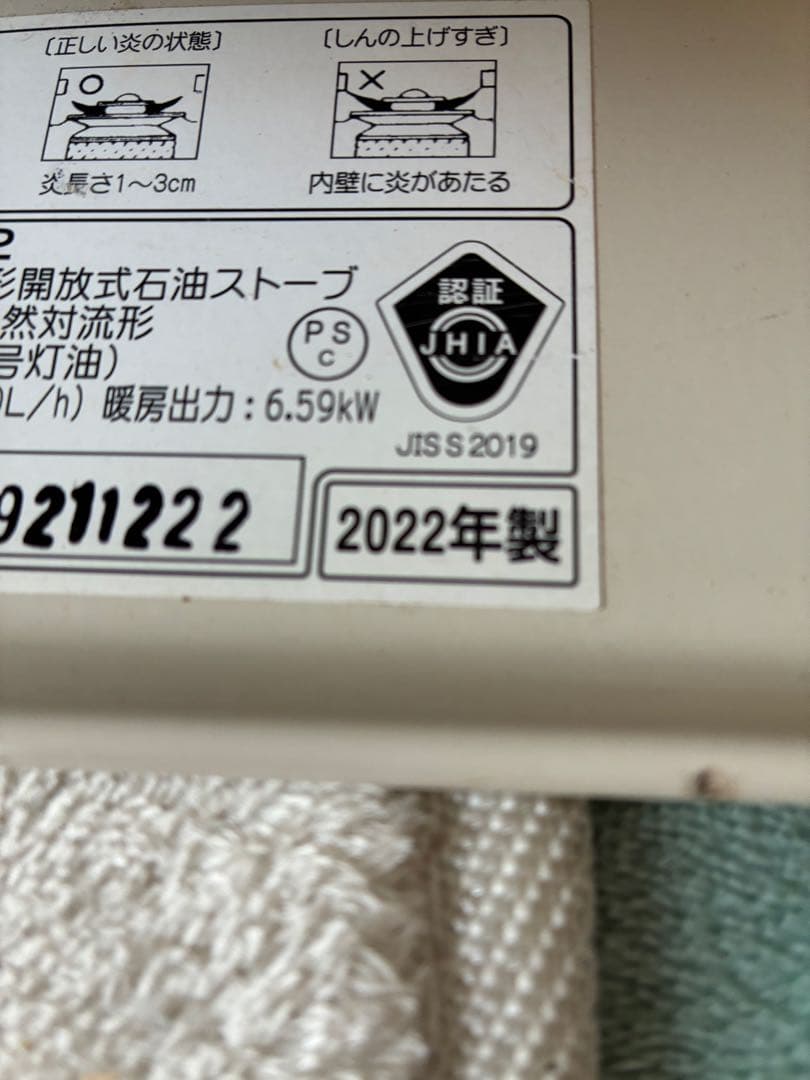 〔正しい炎の状態〕
〔しんの上げすぎ〕
炎長さ1〜3cm
内壁に炎があたる
2
形開放式石油ストーブ
然対流形
号灯油）
L/h）暖房出力：6.59kW
PS
C
認証
JHIA
JIS S 2019
9211222
2022年製